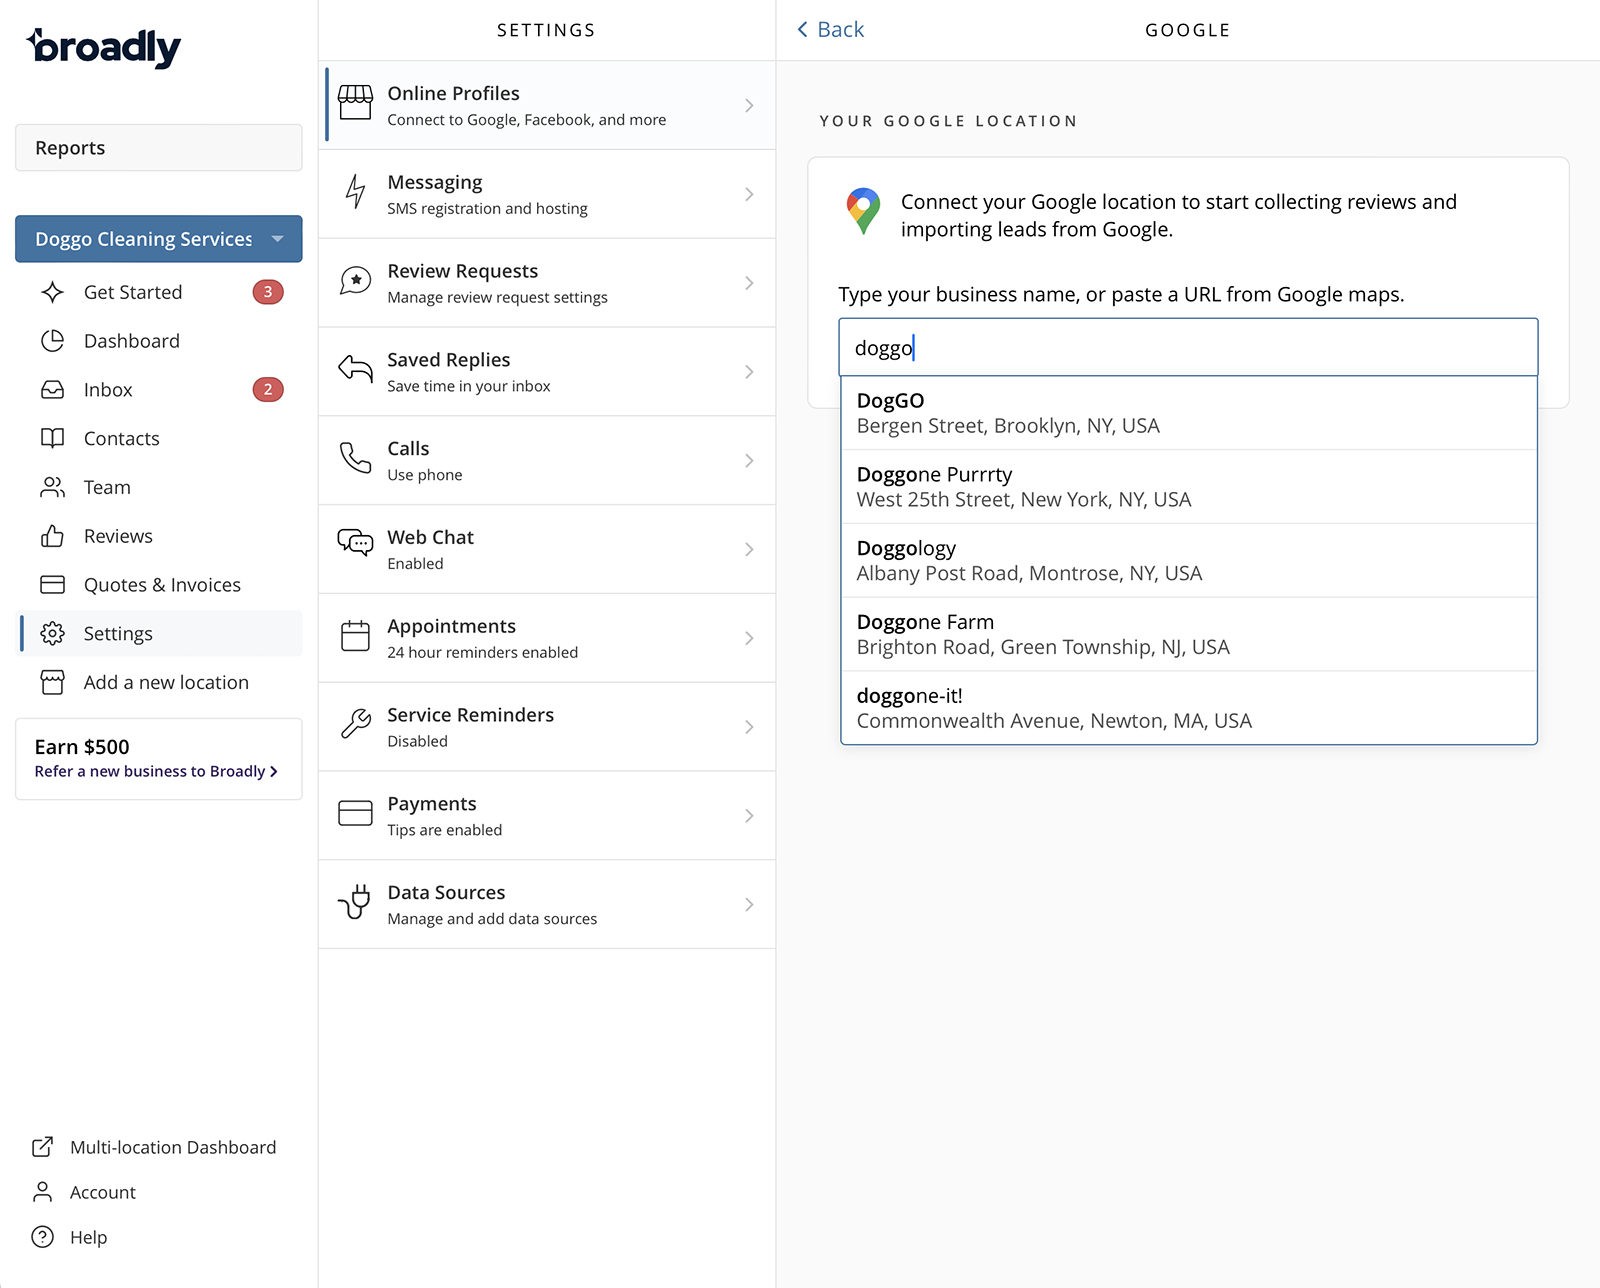 broadly
Reports
Doggo Cleaning Services
Get Started
3
Dashboard
Inbox
2
Contacts
Team
Reviews
Quotes & Invoices
Settings
Add a new location
Earn $500
Refer a new business to Broadly
Multi-location Dashboard
Account
Help
SETTINGS
Online Profiles
Connect to Google, Facebook, and more
Messaging
SMS registration and hosting
Review Requests
Manage review request settings
Saved Replies
Save time in your inbox
Calls
Use phone
Web Chat
Enabled
Appointments
24 hour reminders enabled
Service Reminders
Disabled
Payments
Tips are enabled
Data Sources
Manage and add data sources
Back
GOOGLE
YOUR GOOGLE LOCATION
Connect your Google location to start collecting reviews and
importing leads from Google.
Type your business name, or paste a URL from Google maps.
doggo
DogGO
Bergen Street, Brooklyn, NY, USA
Doggone Purrrty
West 25th Street, New York, NY, USA
Doggology
Albany Post Road, Montrose, NY, USA
Doggone Farm
Brighton Road, Green Township, NJ, USA
doggone-it!
Commonwealth Avenue, Newton, MA, USA